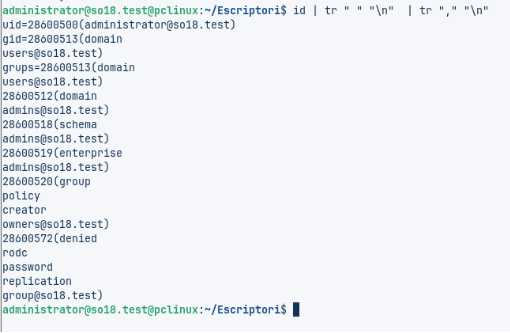 administrator@so18.test@pclinux:~/Escriptori$ id | tr " " "\n"  | tr "," "\n"
uid=28600500(administrator@so18.test)
gid=28600513(domain
users@so18.test)
grups=28600513(domain
users@so18.test)
28600512(domain
admins@so18.test)
28600518(schema
admins@so18.test)
28600519(enterprise
admins@so18.test)
28600520(group
policy
creator
owners@so18.test)
28600572(denied
rodc
password
replication
group@so18.test)
administrator@so18.test@pclinux:~/Escriptori$